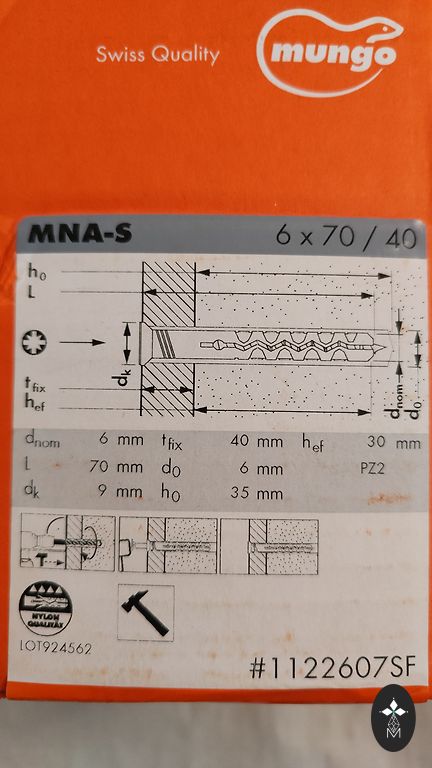 Swiss Quality
mungo
MNA-S 6 x 70 / 40
h0
L
dk
tfix
hef
dnom
d0
dnom 6 mm tfix 40 mm hef 30 mm
L 70 mm d0 6 mm PZ2
dk 9 mm h0 35 mm
T
NYLON
QUALITÄT
LOT924562
#1122607SF
M